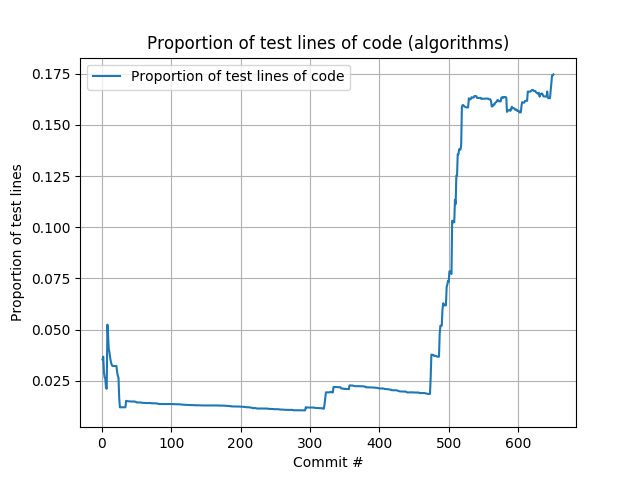 Proportion of test lines of code (algorithms)
Proportion of test lines of code
Proportion of test lines
0.175
0.150
0.125
0.100
0.075
0.050
0.025
0 100 200 300 400 500 600
Commit #